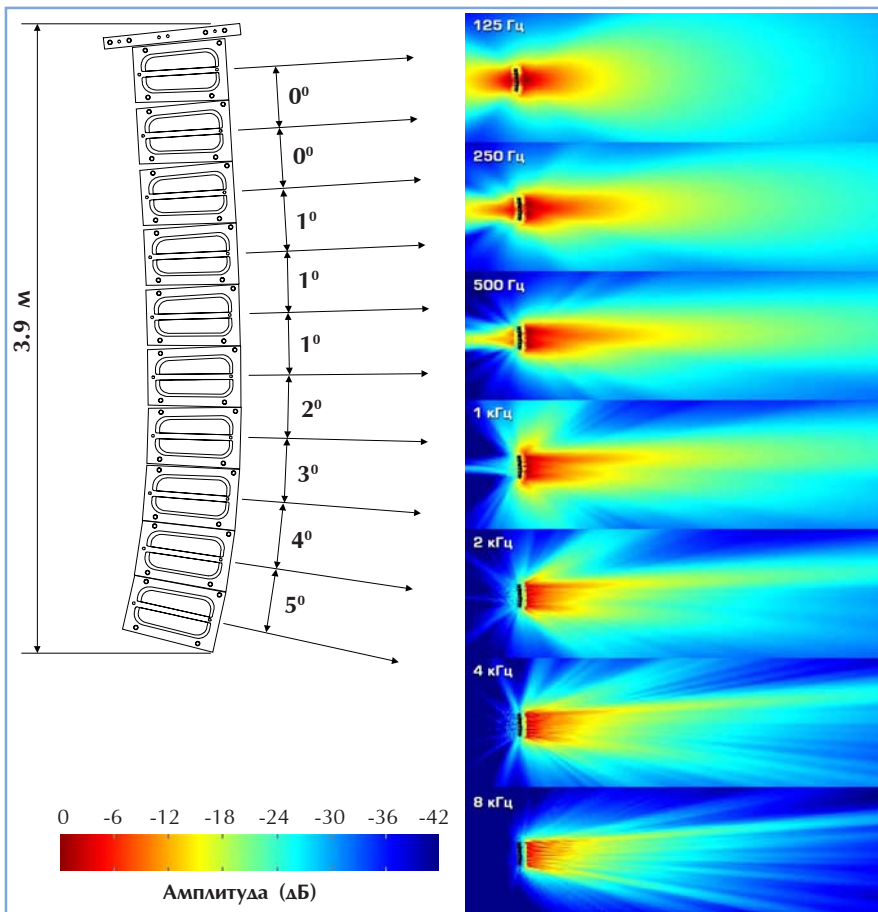 3.9 м
0⁰
0⁰
1⁰
1⁰
1⁰
2⁰
3⁰
4⁰
5⁰
0 -6 -12 -18 -24 -30 -36 -42
Амплитуда (дБ)
125 Гц
250 Гц
500 Гц
1 кГц
2 кГц
4 кГц
8 кГц